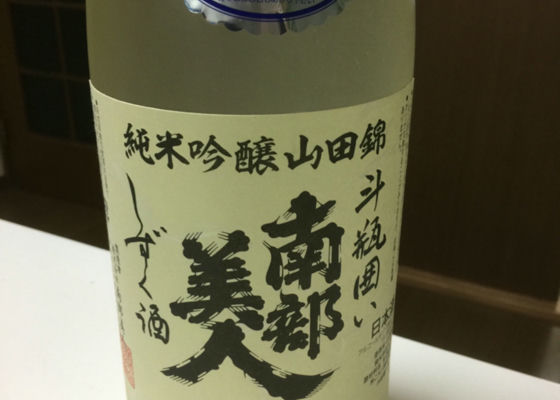 純米吟醸山田錦
斗瓶囲い
南部
美人
しずく酒
日本